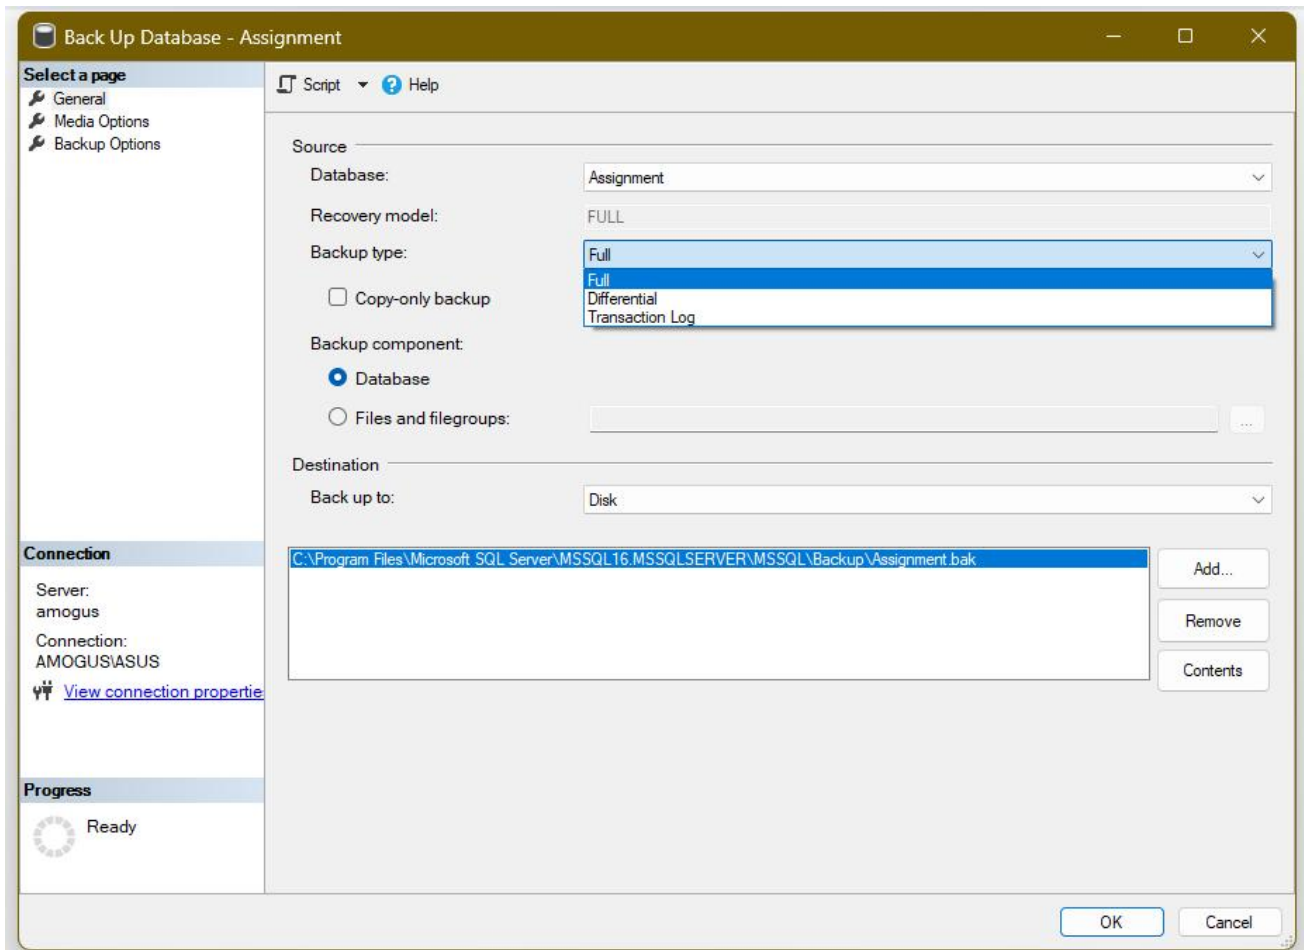 Back Up Database - Assignment
Select a page
General
Media Options
Backup Options
Script
Help
Source
Database:
Assignment
Recovery model:
FULL
Backup type:
Full
Full
Differential
Transaction Log
Copy-only backup
Backup component:
Database
Files and filegroups:
...
Destination
Back up to:
Disk
C:\Program Files\Microsoft SQL Server\MSSQL16.MSSQLSERVER\MSSQL\Backup\Assignment.bak
Add...
Remove
Contents
Connection
Server:
amogus
Connection:
AMOGUS\ASUS
View connection propertie
Progress
Ready
OK
Cancel